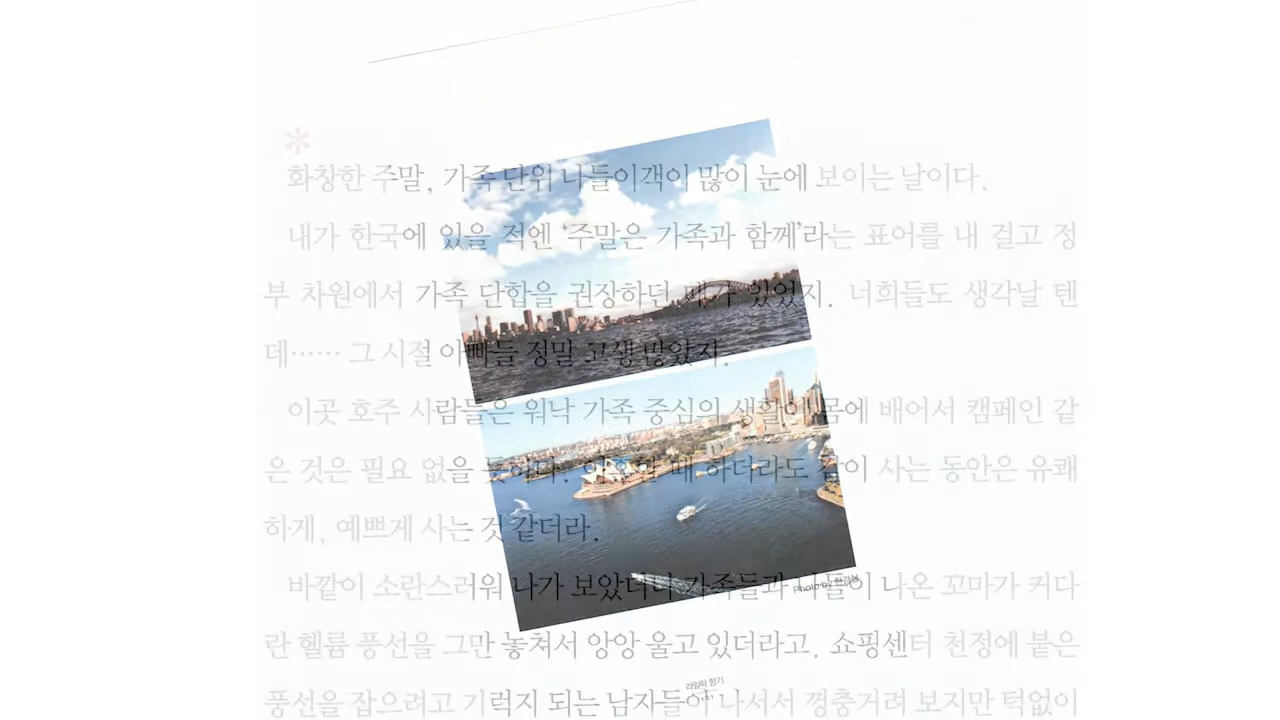 화창한 주말, 가족 단위 나들이객이 많이 눈에 보이는 날이다.
내가 한국에 있을 적엔 ‘주말은 가족과 함께’라는 표어를 내 걸고 정
부 차원에서 가족 단합을 권장하던 때가 있었지. 너희들도 생각날 텐
데…… 그 시절 아빠들 정말 고생 많았지.
이곳 호주 사람들은 워낙 가족 중심의 생활이 몸에 배어서 캠페인 같
은 것은 필요 없을 듯하다. 때 하더라도 같이 사는 동안은 유쾌
하게, 예쁘게 사는 것 같더라.
바깥이 소란스러워 나가 보았더니 가족들과 나들이 나온 꼬마가 커다
란 헬륨 풍선을 그만 놓쳐서 앙앙 울고 있더라고. 쇼핑센터 천정에 붙은
풍선을 잡으려고 기럭지 되는 남자들이 나서서 껑충거려 보지만 턱없이
Photo by
라일락 향기